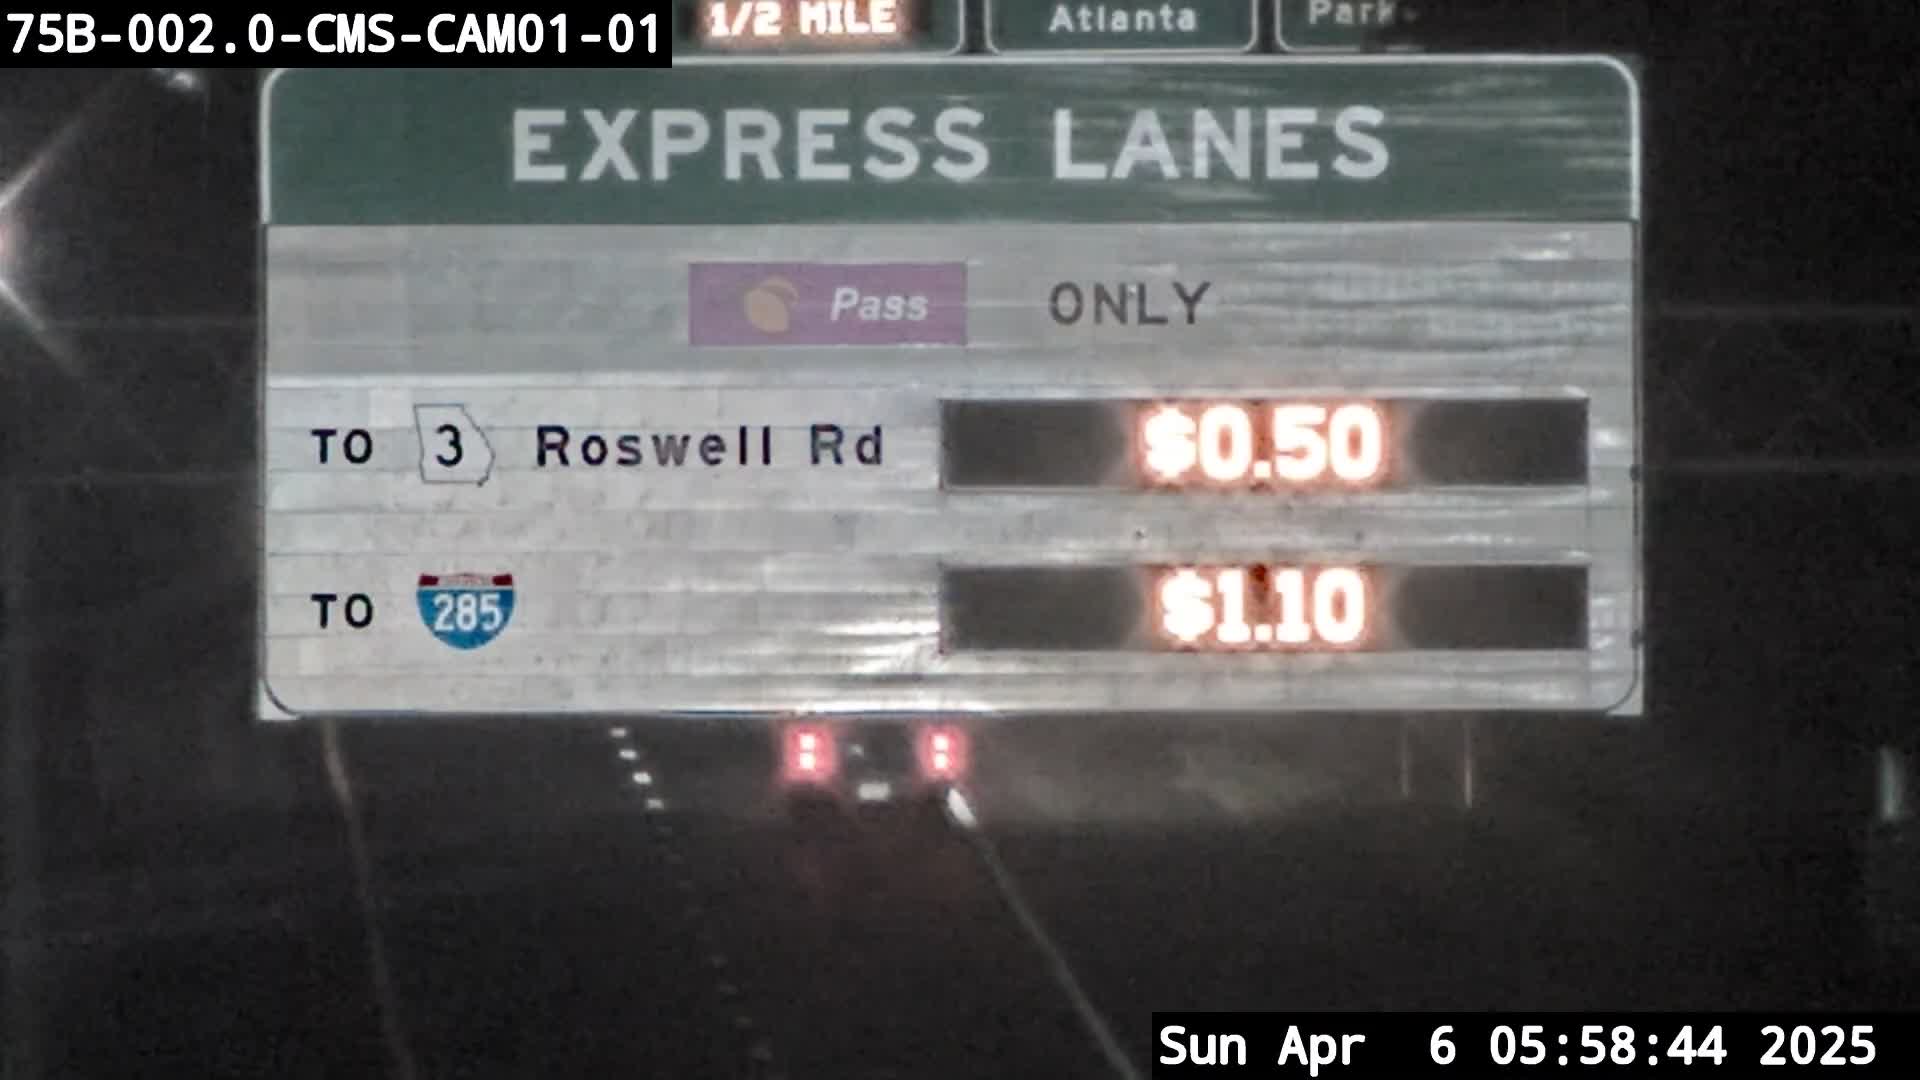 75B-002.0-CMS-CAM01-01
1/2 MILE
Atlanta
Park
EXPRESS LANES
Pass ONLY
TO 3 Roswell Rd $0.50
TO 285 $1.10
Sun Apr 6 05:58:44 2025